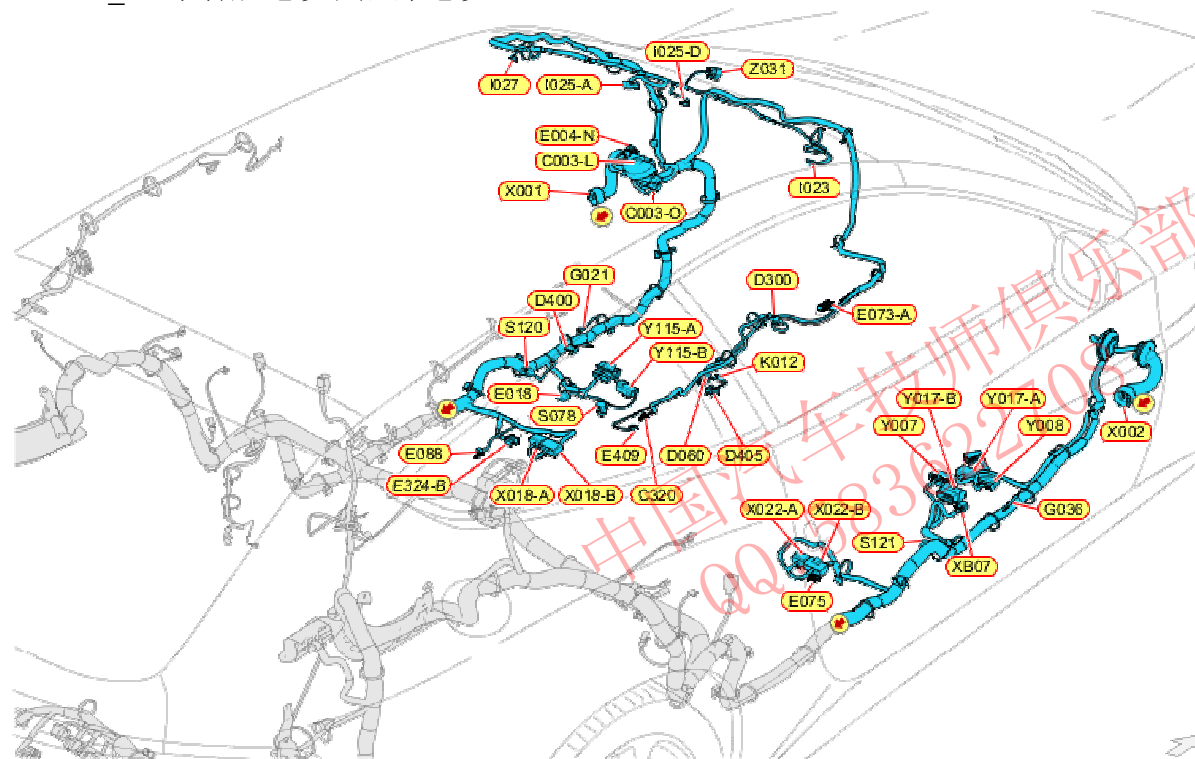 I025-D
Z031
I027
I025-A
E004-N
C003-L
X001
C003-O
I023
G021
D300
D400
E073-A
S120
Y115-A
Y115-B
K012
E018
S078
Y017-B
Y017-A
Y007
Y008
X002
E088
E409
D060
D405
E324-B
X018-A
X018-B
C320
X022-A
X022-B
G036
S121
XB07
E075
中国汽车技师俱乐部